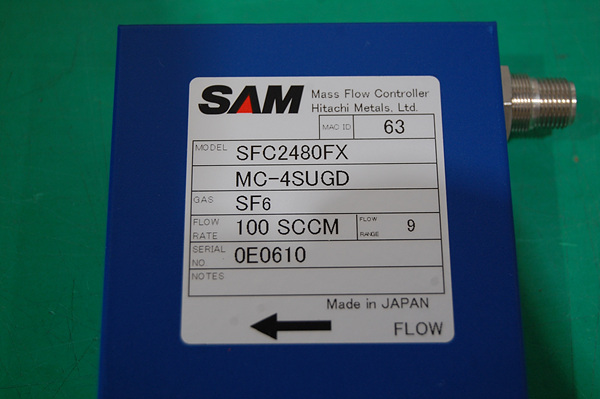 SAM Mass Flow Controller
Hitachi Metals, Ltd.
MAC ID 63
MODEL SFC2480FX
MC-4SUGD
GAS SF6
FLOW RATE 100 SCCM FLOW RANGE 9
SERIAL NO. 0E0610
NOTES
Made in JAPAN
FLOW